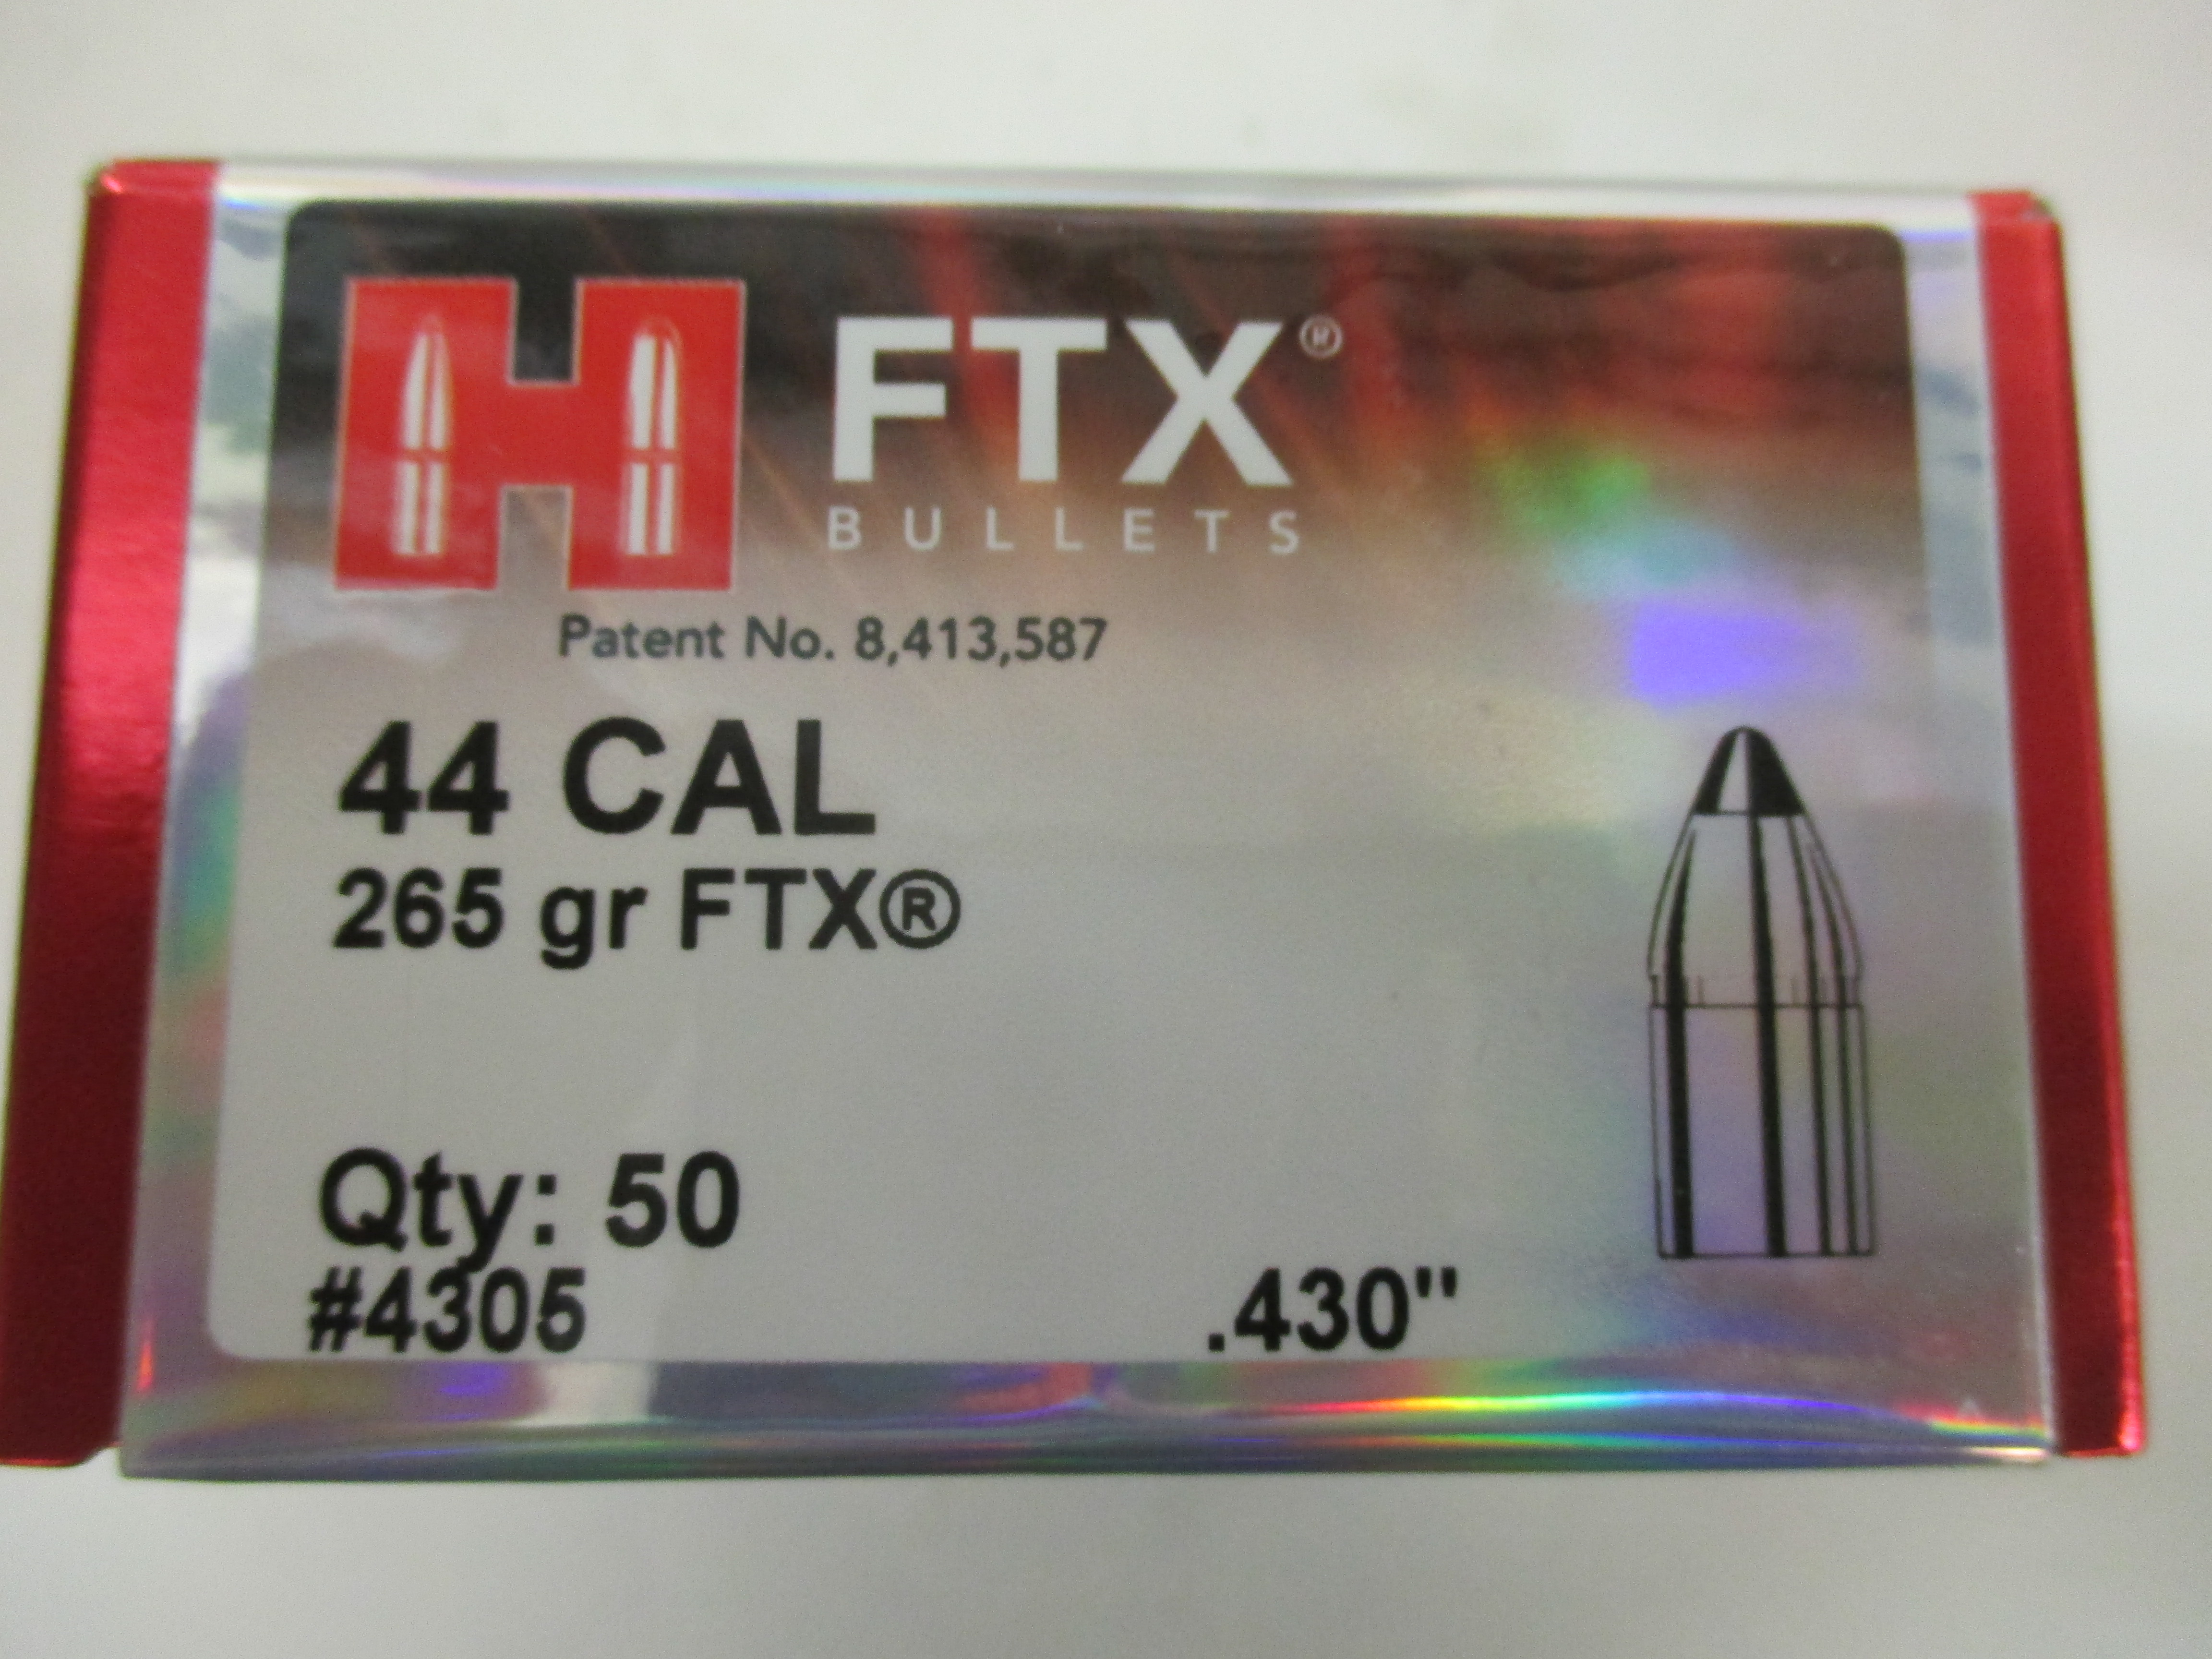 H FTX®
BULLETS
Patent No. 8,413,587
44 CAL
265 gr FTX®
Qty: 50
#4305 .430"